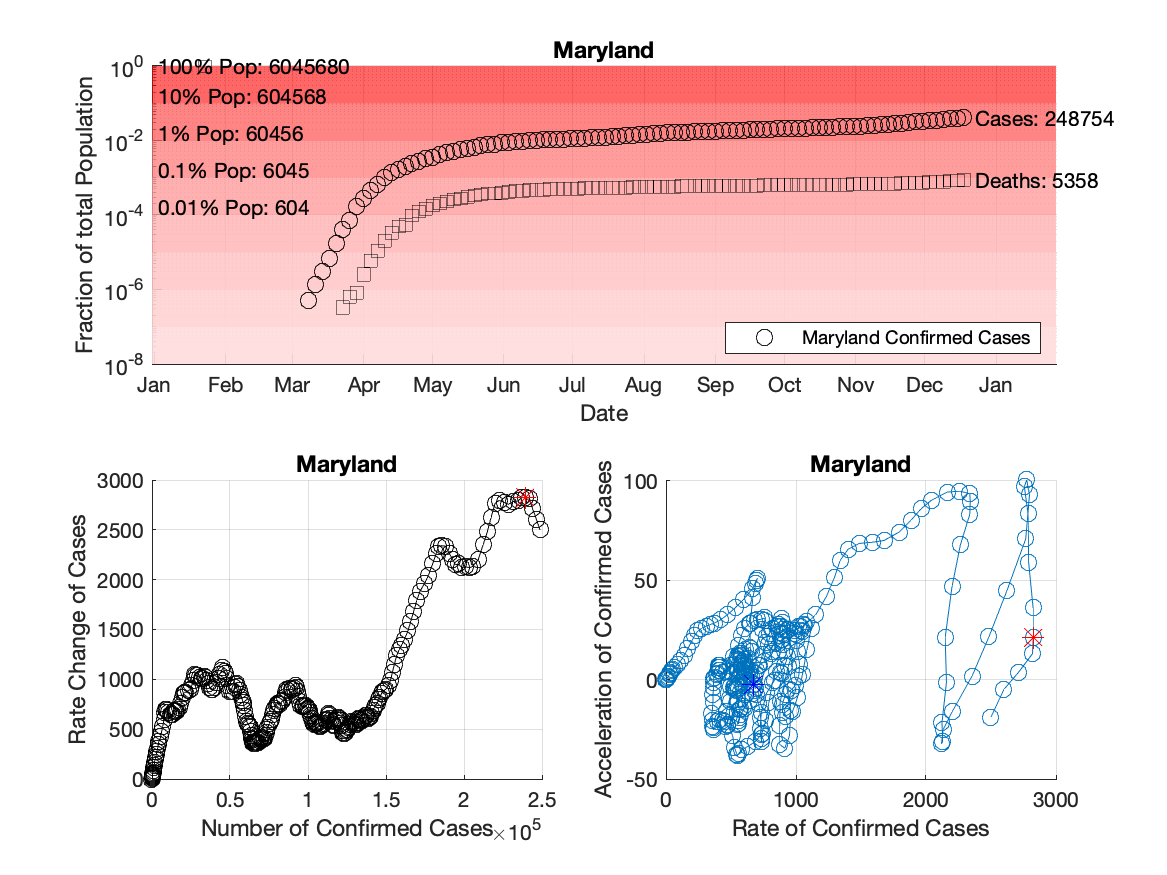 Maryland
10^0
10^-2
10^-4
10^-6
10^-8
Fraction of total Population
100% Pop: 6045680
10% Pop: 604568
1% Pop: 60456
0.1% Pop: 6045
0.01% Pop: 604
Cases: 248754
Deaths: 5358
Maryland Confirmed Cases
Jan Feb Mar Apr May Jun Jul Aug Sep Oct Nov Dec Jan
Date
Maryland
3000
2500
2000
1500
1000
500
0
Rate Change of Cases
0 0.5 1 1.5 2 2.5
Number of Confirmed Cases ×10^5
Maryland
100
50
0
-50
Acceleration of Confirmed Cases
0 1000 2000 3000
Rate of Confirmed Cases